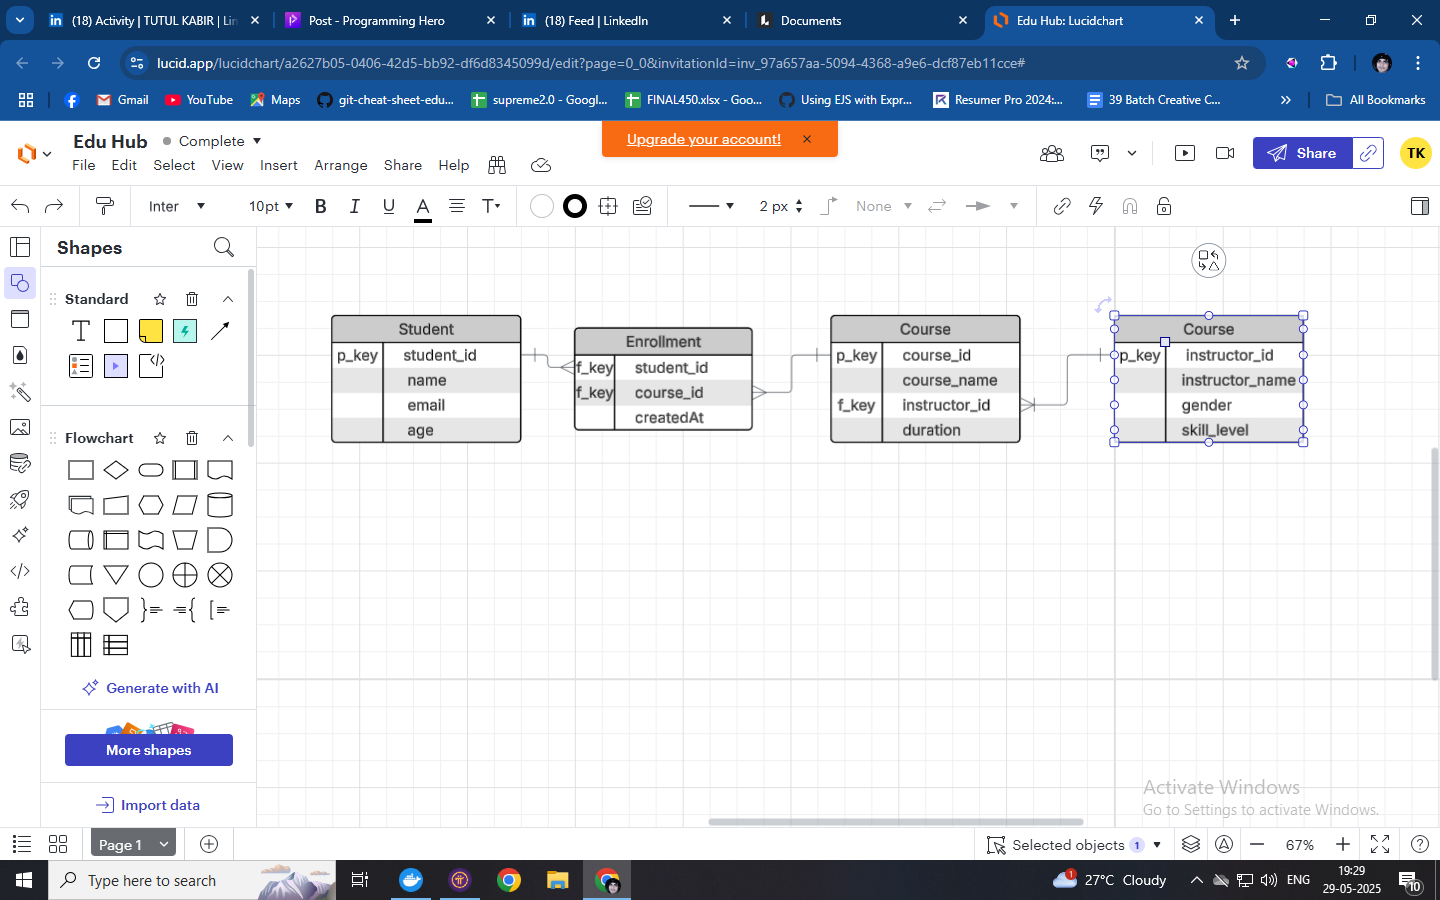 (18) Activity | TUTUL KABIR | Lin
Post - Programming Hero
(18) Feed | LinkedIn
Documents
Edu Hub: Lucidchart
lucid.app/lucidchart/a2627b05-0406-42d5-bb92-df6d8345099d/edit?page=0_0&invitationId=inv_97a657aa-5094-4368-a9e6-dcf87eb11cce#
Gmail
YouTube
Maps
git-cheat-sheet-edu...
supreme2.0 - Googl...
FINAL450.xlsx - Goo...
Using EJS with Expr...
Resumer Pro 2024:...
39 Batch Creative C...
All Bookmarks
Edu Hub
Complete
Upgrade your account!
File Edit Select View Insert Arrange Share Help
Share
TK
Inter
10pt
B I U A T
2 px
None
Shapes
Standard
T
Flowchart
Generate with AI
More shapes
Import data
Student
p_key student_id
name
email
age
Enrollment
f_key student_id
f_key course_id
createdAt
Course
p_key course_id
course_name
f_key instructor_id
duration
Course
p_key instructor_id
instructor_name
gender
skill_level
Activate Windows
Go to Settings to activate Windows.
Page 1
Selected objects 1
67%
Type here to search
1
27°C Cloudy
ENG
19:29
29-05-2025
10